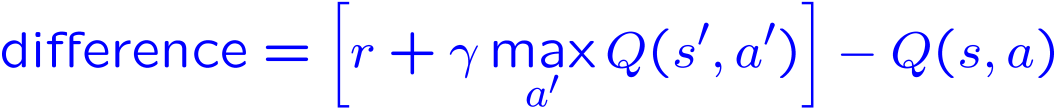 difference = [r + γ max_{a′} Q(s′, a′)] − Q(s, a)